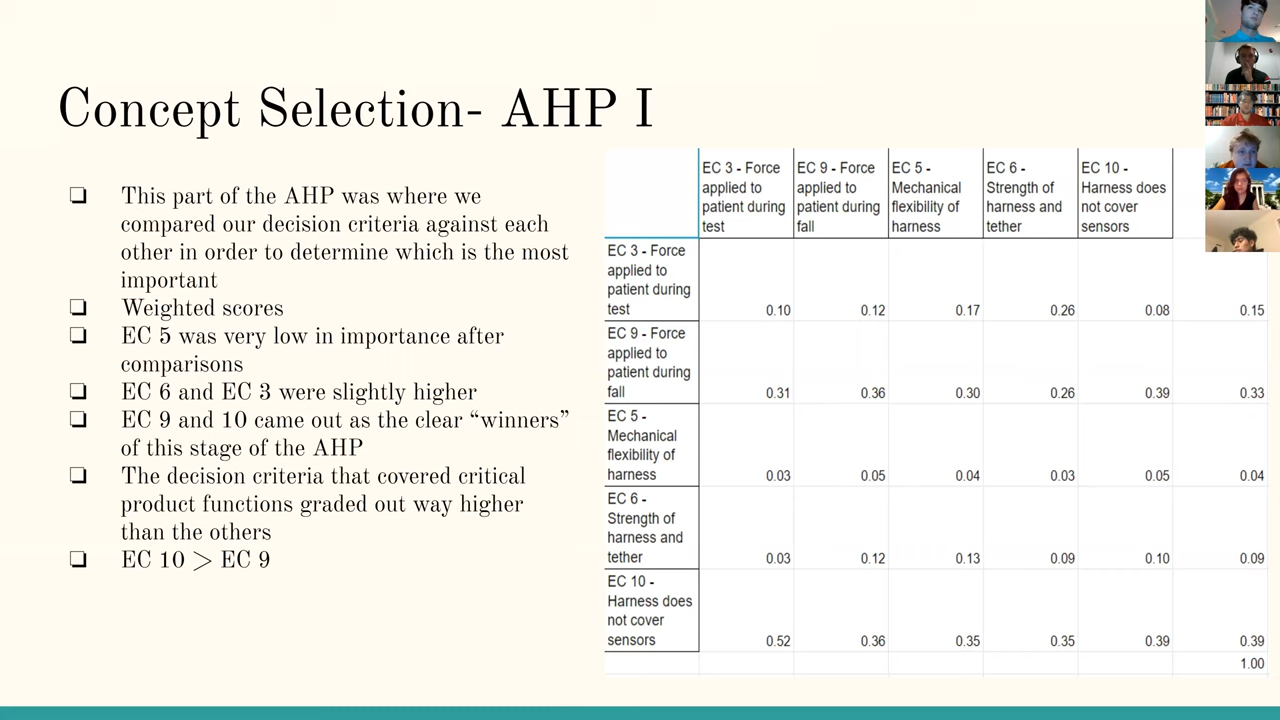 Concept Selection- AHP I
❏ This part of the AHP was where we
compared our decision criteria against each
other in order to determine which is the most
important
❏ Weighted scores
❏ EC 5 was very low in importance after
comparisons
❏ EC 6 and EC 3 were slightly higher
❏ EC 9 and 10 came out as the clear “winners”
of this stage of the AHP
❏ The decision criteria that covered critical
product functions graded out way higher
than the others
❏ EC 10 > EC 9
EC 3 - Force
applied to
patient during
test
EC 9 - Force
applied to
patient during
fall
EC 5 -
Mechanical
flexibility of
harness
EC 6 -
Strength of
harness and
tether
EC 10 -
Harness does
not cover
sensors
EC 3 - Force
applied to
patient during
test
0.10 0.12 0.17 0.26 0.08 0.15
EC 9 - Force
applied to
patient during
fall
0.31 0.36 0.30 0.26 0.39 0.33
EC 5 -
Mechanical
flexibility of
harness
0.03 0.05 0.04 0.03 0.05 0.04
EC 6 -
Strength of
harness and
tether
0.03 0.12 0.13 0.09 0.10 0.09
EC 10 -
Harness does
not cover
sensors
0.52 0.36 0.35 0.35 0.39 0.39
1.00